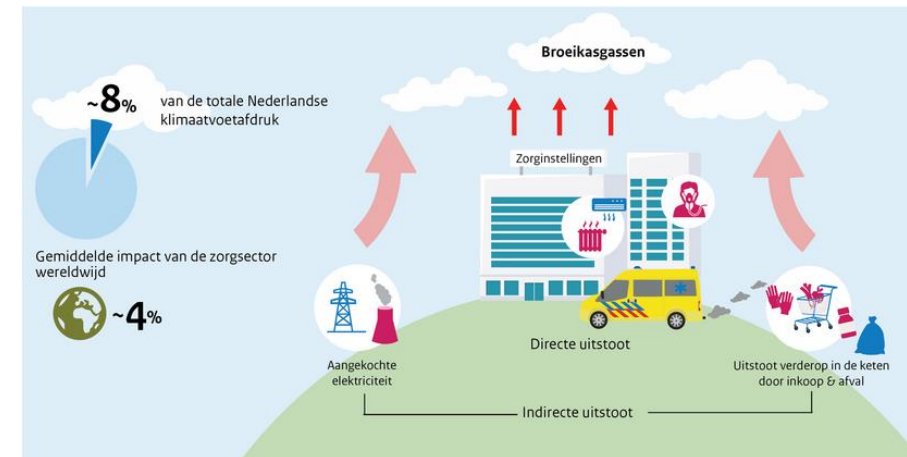 Broeikasgassen
~8%
van de totale Nederlandse
klimaatvoetafdruk
Zorginstellingen
Gemiddelde impact van de zorgsector
wereldwijd
~4%
Directe uitstoot
Aangekochte
elektriciteit
Uitstoot verderop in de keten
door inkoop & afval
Indirecte uitstoot